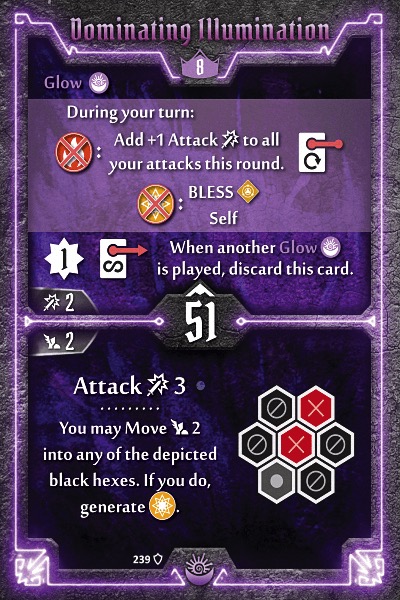 Dominating Illumination
8
Glow
During your turn:
: Add +1 Attack to all
your attacks this round.
: BLESS
Self
1
When another Glow
is played, discard this card.
2
51
2
Attack 3
You may Move 2
into any of the depicted
black hexes. If you do,
generate .
239